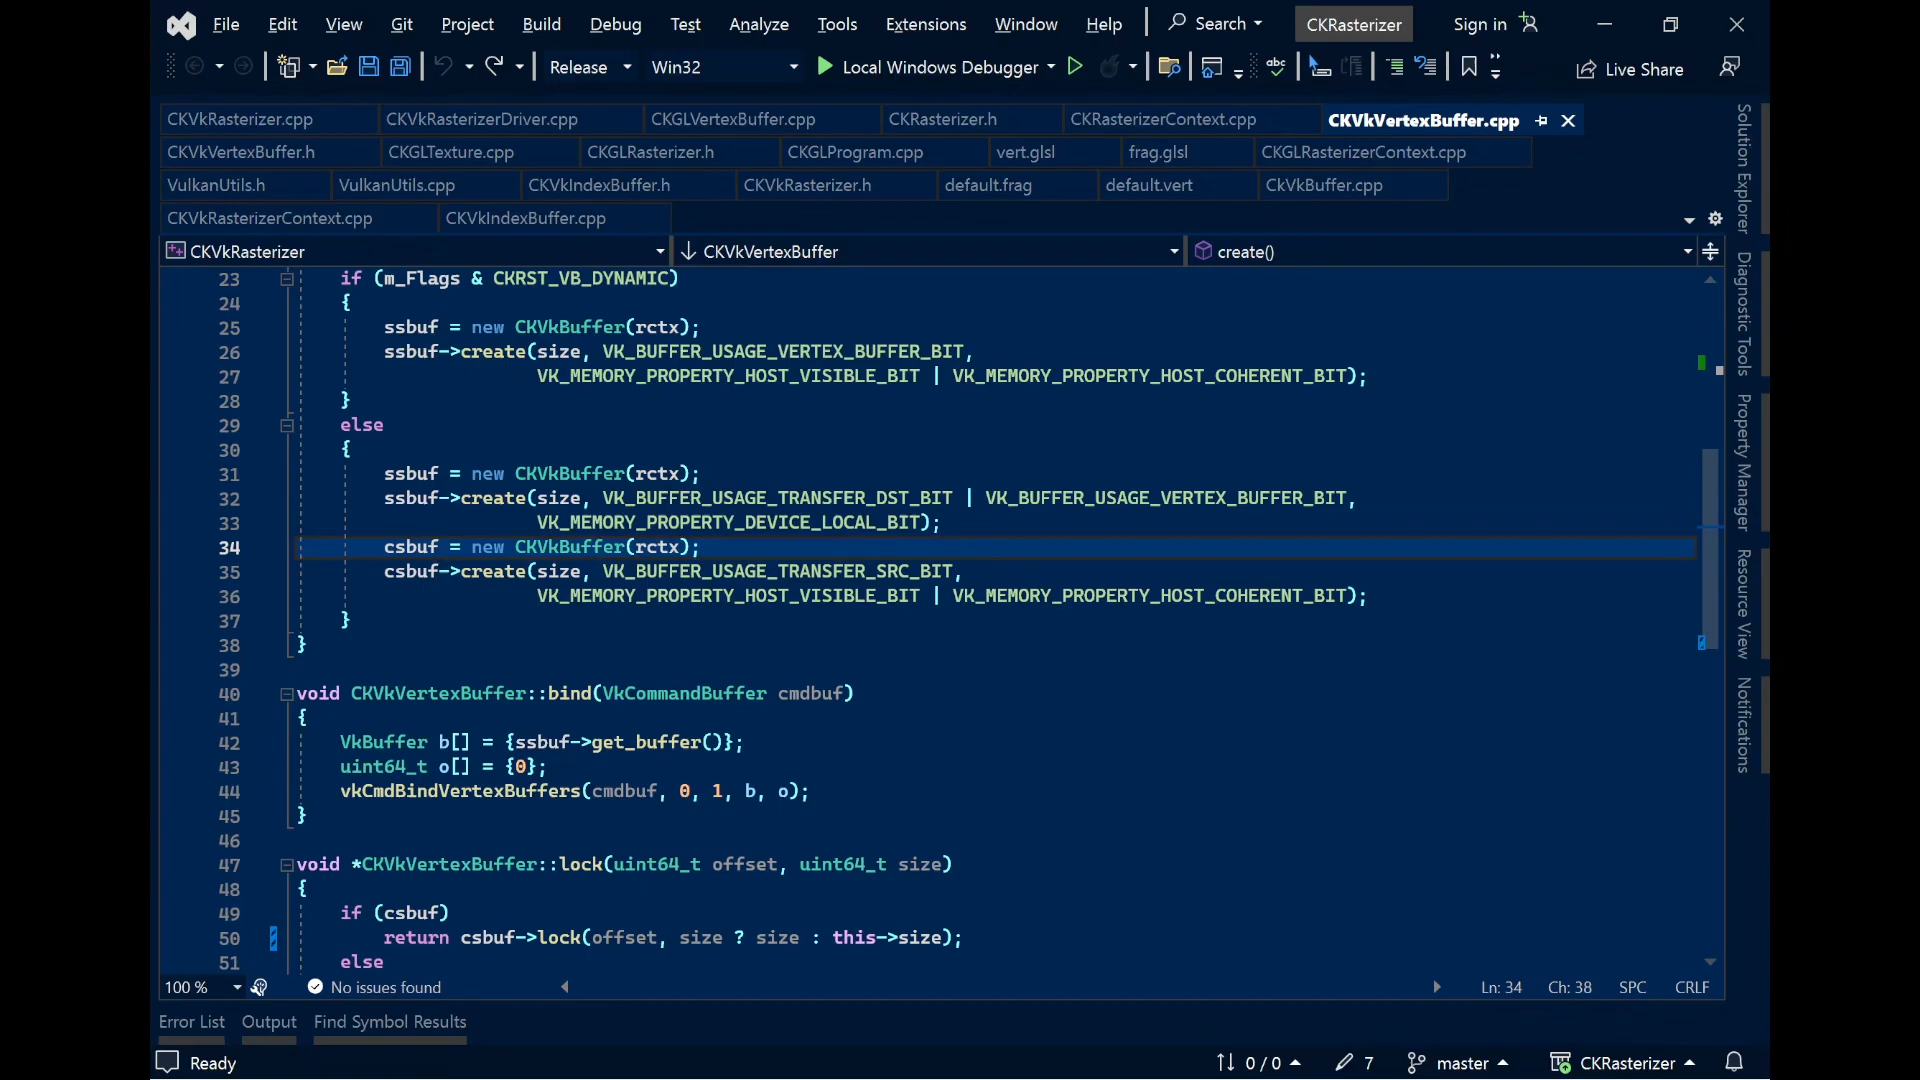 File Edit View Git Project Build Debug Test Analyze Tools Extensions Window Help Search CKRasterizer Sign in
Release Win32 Local Windows Debugger abc Live Share
CKVkRasterizer.cpp CKVkRasterizerDriver.cpp CKGLVertexBuffer.cpp CKRasterizer.h CKRasterizerContext.cpp CKVkVertexBuffer.cpp
CKVkVertexBuffer.h CKGLTexture.cpp CKGLRasterizer.h CKGLProgram.cpp vert.glsl frag.glsl CKGLRasterizerContext.cpp
VulkanUtils.h VulkanUtils.cpp CKVkIndexBuffer.h CKVkRasterizer.h default.frag default.vert CkVkBuffer.cpp
CKVkRasterizerContext.cpp CKVkIndexBuffer.cpp
CKVkRasterizer CKVkVertexBuffer create()
23 if (m_Flags & CKRST_VB_DYNAMIC)
24 {
25 ssbuf = new CKVkBuffer(rctx);
26 ssbuf->create(size, VK_BUFFER_USAGE_VERTEX_BUFFER_BIT,
27 VK_MEMORY_PROPERTY_HOST_VISIBLE_BIT | VK_MEMORY_PROPERTY_HOST_COHERENT_BIT);
28 }
29 else
30 {
31 ssbuf = new CKVkBuffer(rctx);
32 ssbuf->create(size, VK_BUFFER_USAGE_TRANSFER_DST_BIT | VK_BUFFER_USAGE_VERTEX_BUFFER_BIT,
33 VK_MEMORY_PROPERTY_DEVICE_LOCAL_BIT);
34 csbuf = new CKVkBuffer(rctx);
35 csbuf->create(size, VK_BUFFER_USAGE_TRANSFER_SRC_BIT,
36 VK_MEMORY_PROPERTY_HOST_VISIBLE_BIT | VK_MEMORY_PROPERTY_HOST_COHERENT_BIT);
37 }
38 }
39
40 void CKVkVertexBuffer::bind(VkCommandBuffer cmdbuf)
41 {
42 VkBuffer b[] = {ssbuf->get_buffer()};
43 uint64_t o[] = {0};
44 vkCmdBindVertexBuffers(cmdbuf, 0, 1, b, o);
45 }
46
47 void *CKVkVertexBuffer::lock(uint64_t offset, uint64_t size)
48 {
49 if (csbuf)
50 return csbuf->lock(offset, size ? size : this->size);
51 else
100 % No issues found Ln: 34 Ch: 38 SPC CRLF
Error List Output Find Symbol Results
Ready 0 / 0 7 master CKRasterizer
Solution Explorer
Diagnostic Tools
Property Manager
Resource View
Notifications